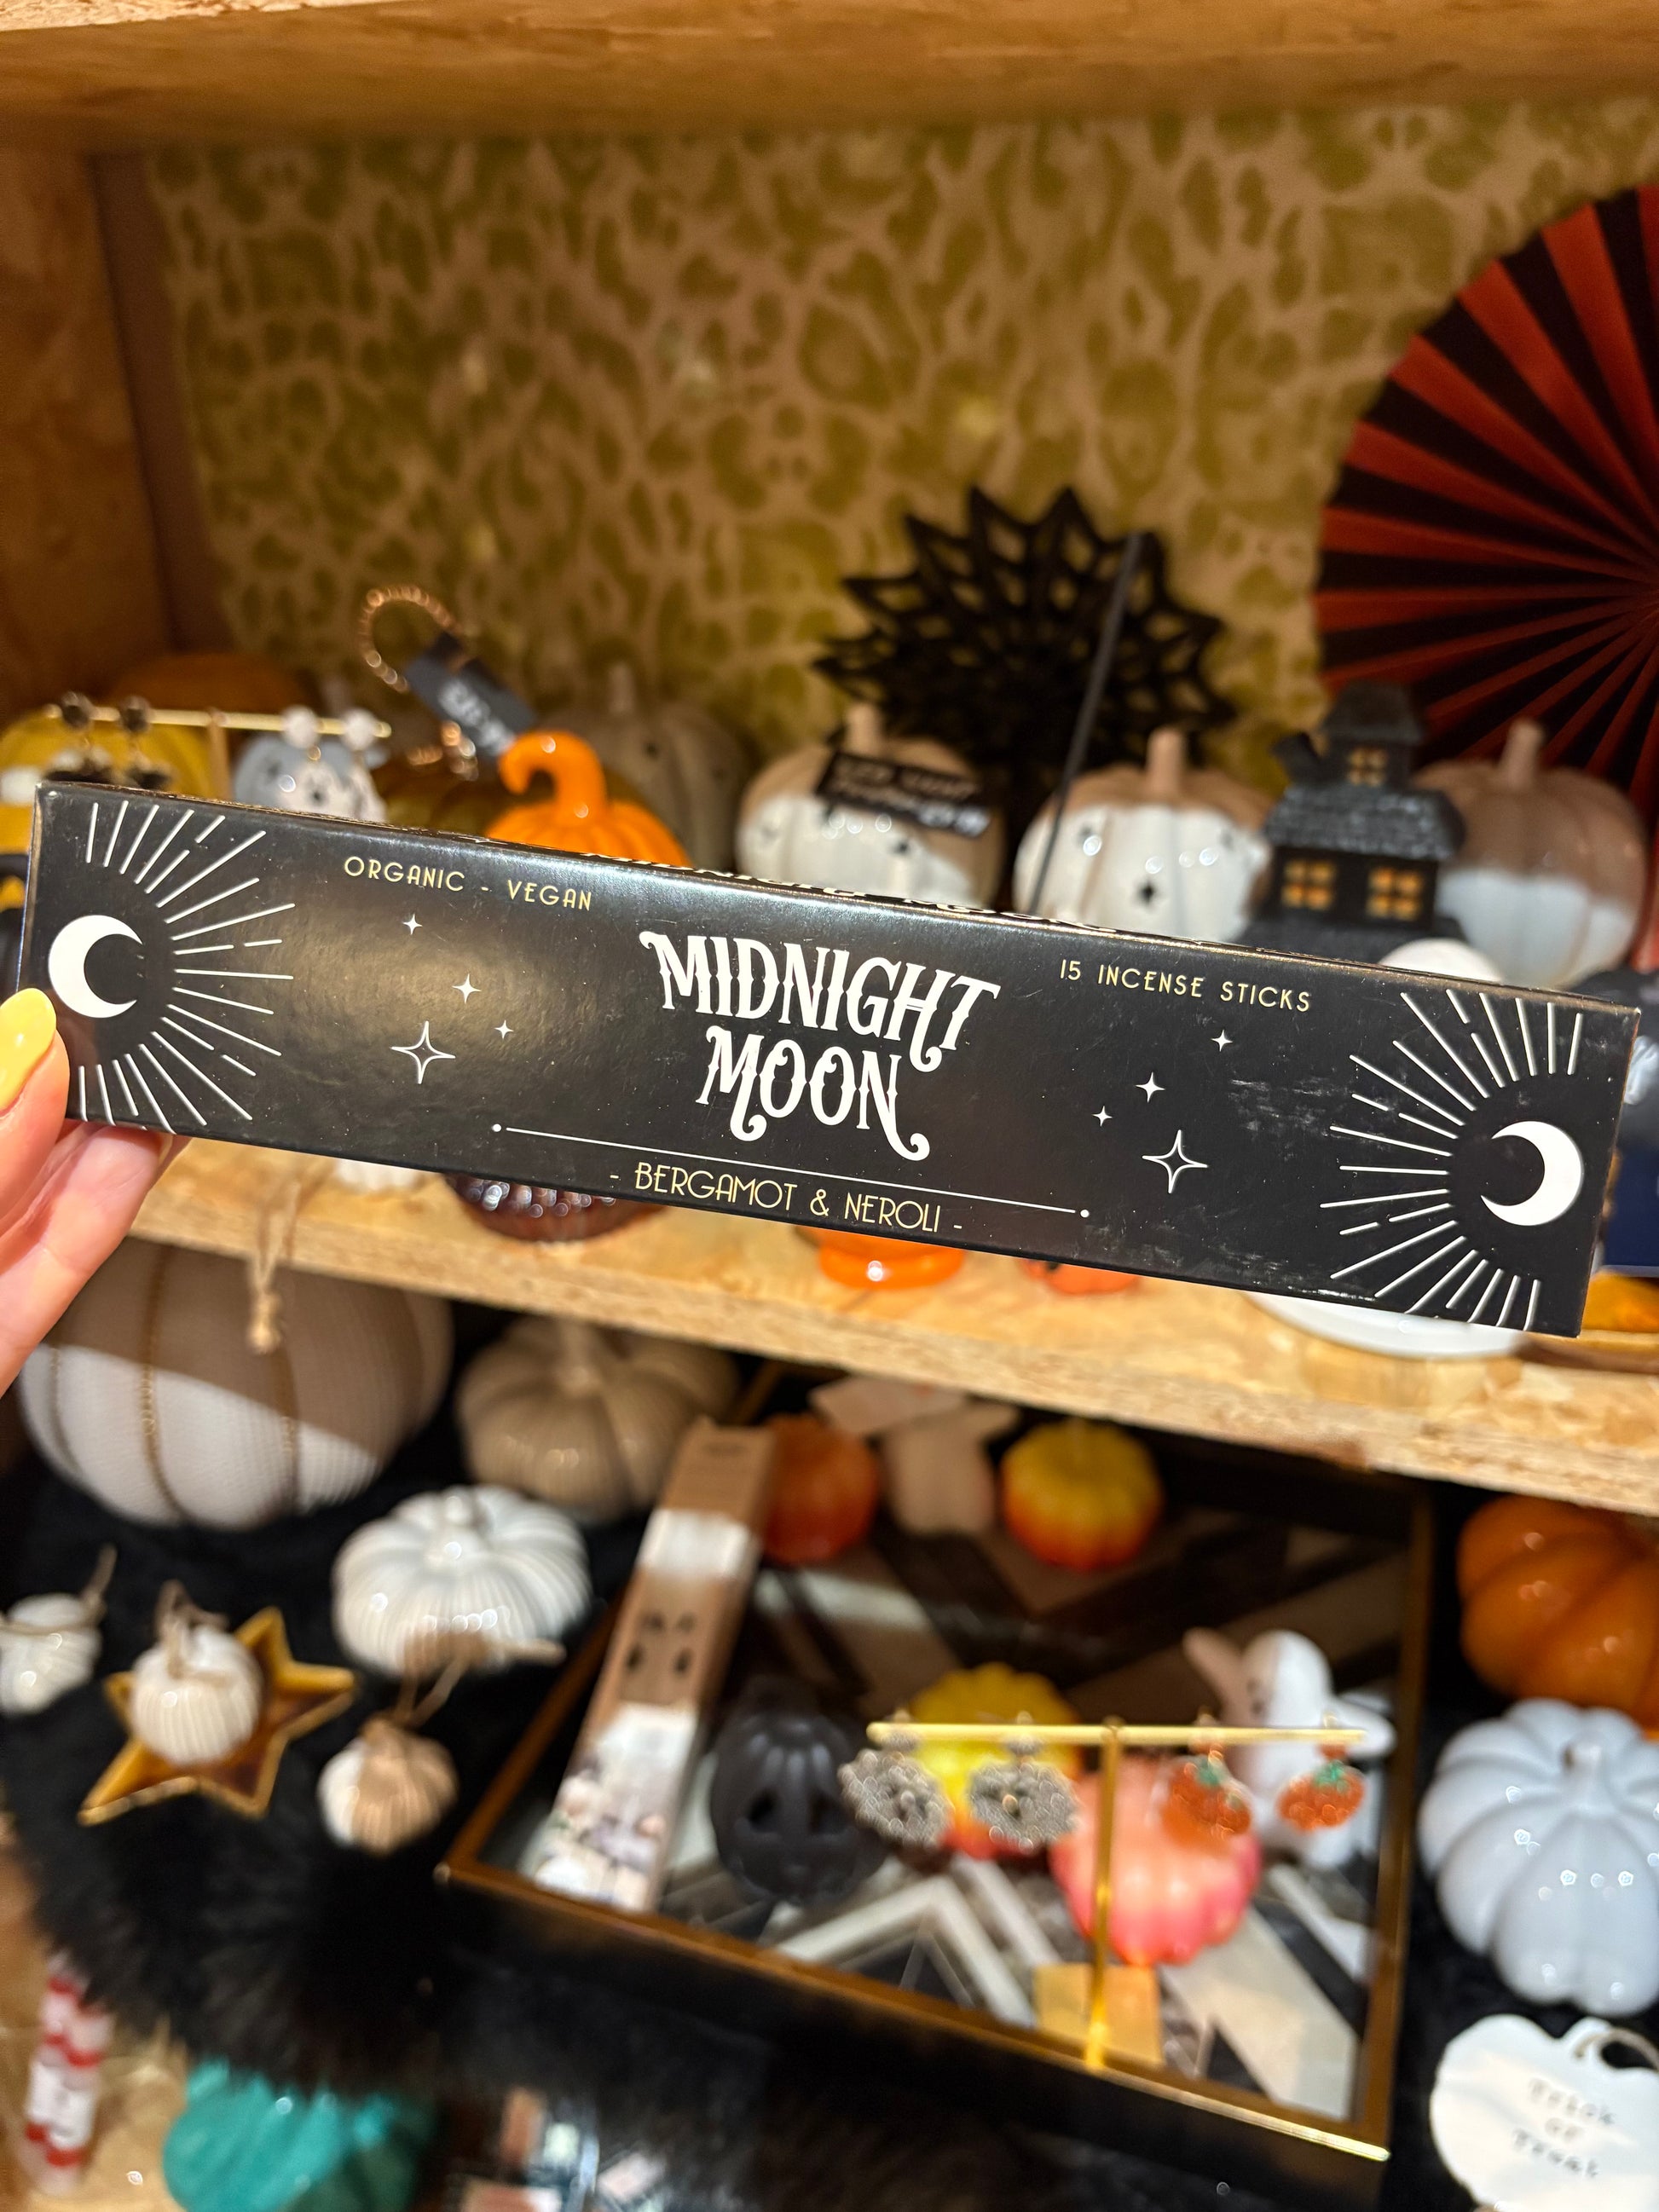 ORGANIC - VEGAN
15 INCENSE STICKS
MIDNIGHT
MOON
- BERGAMOT & NEROLI -